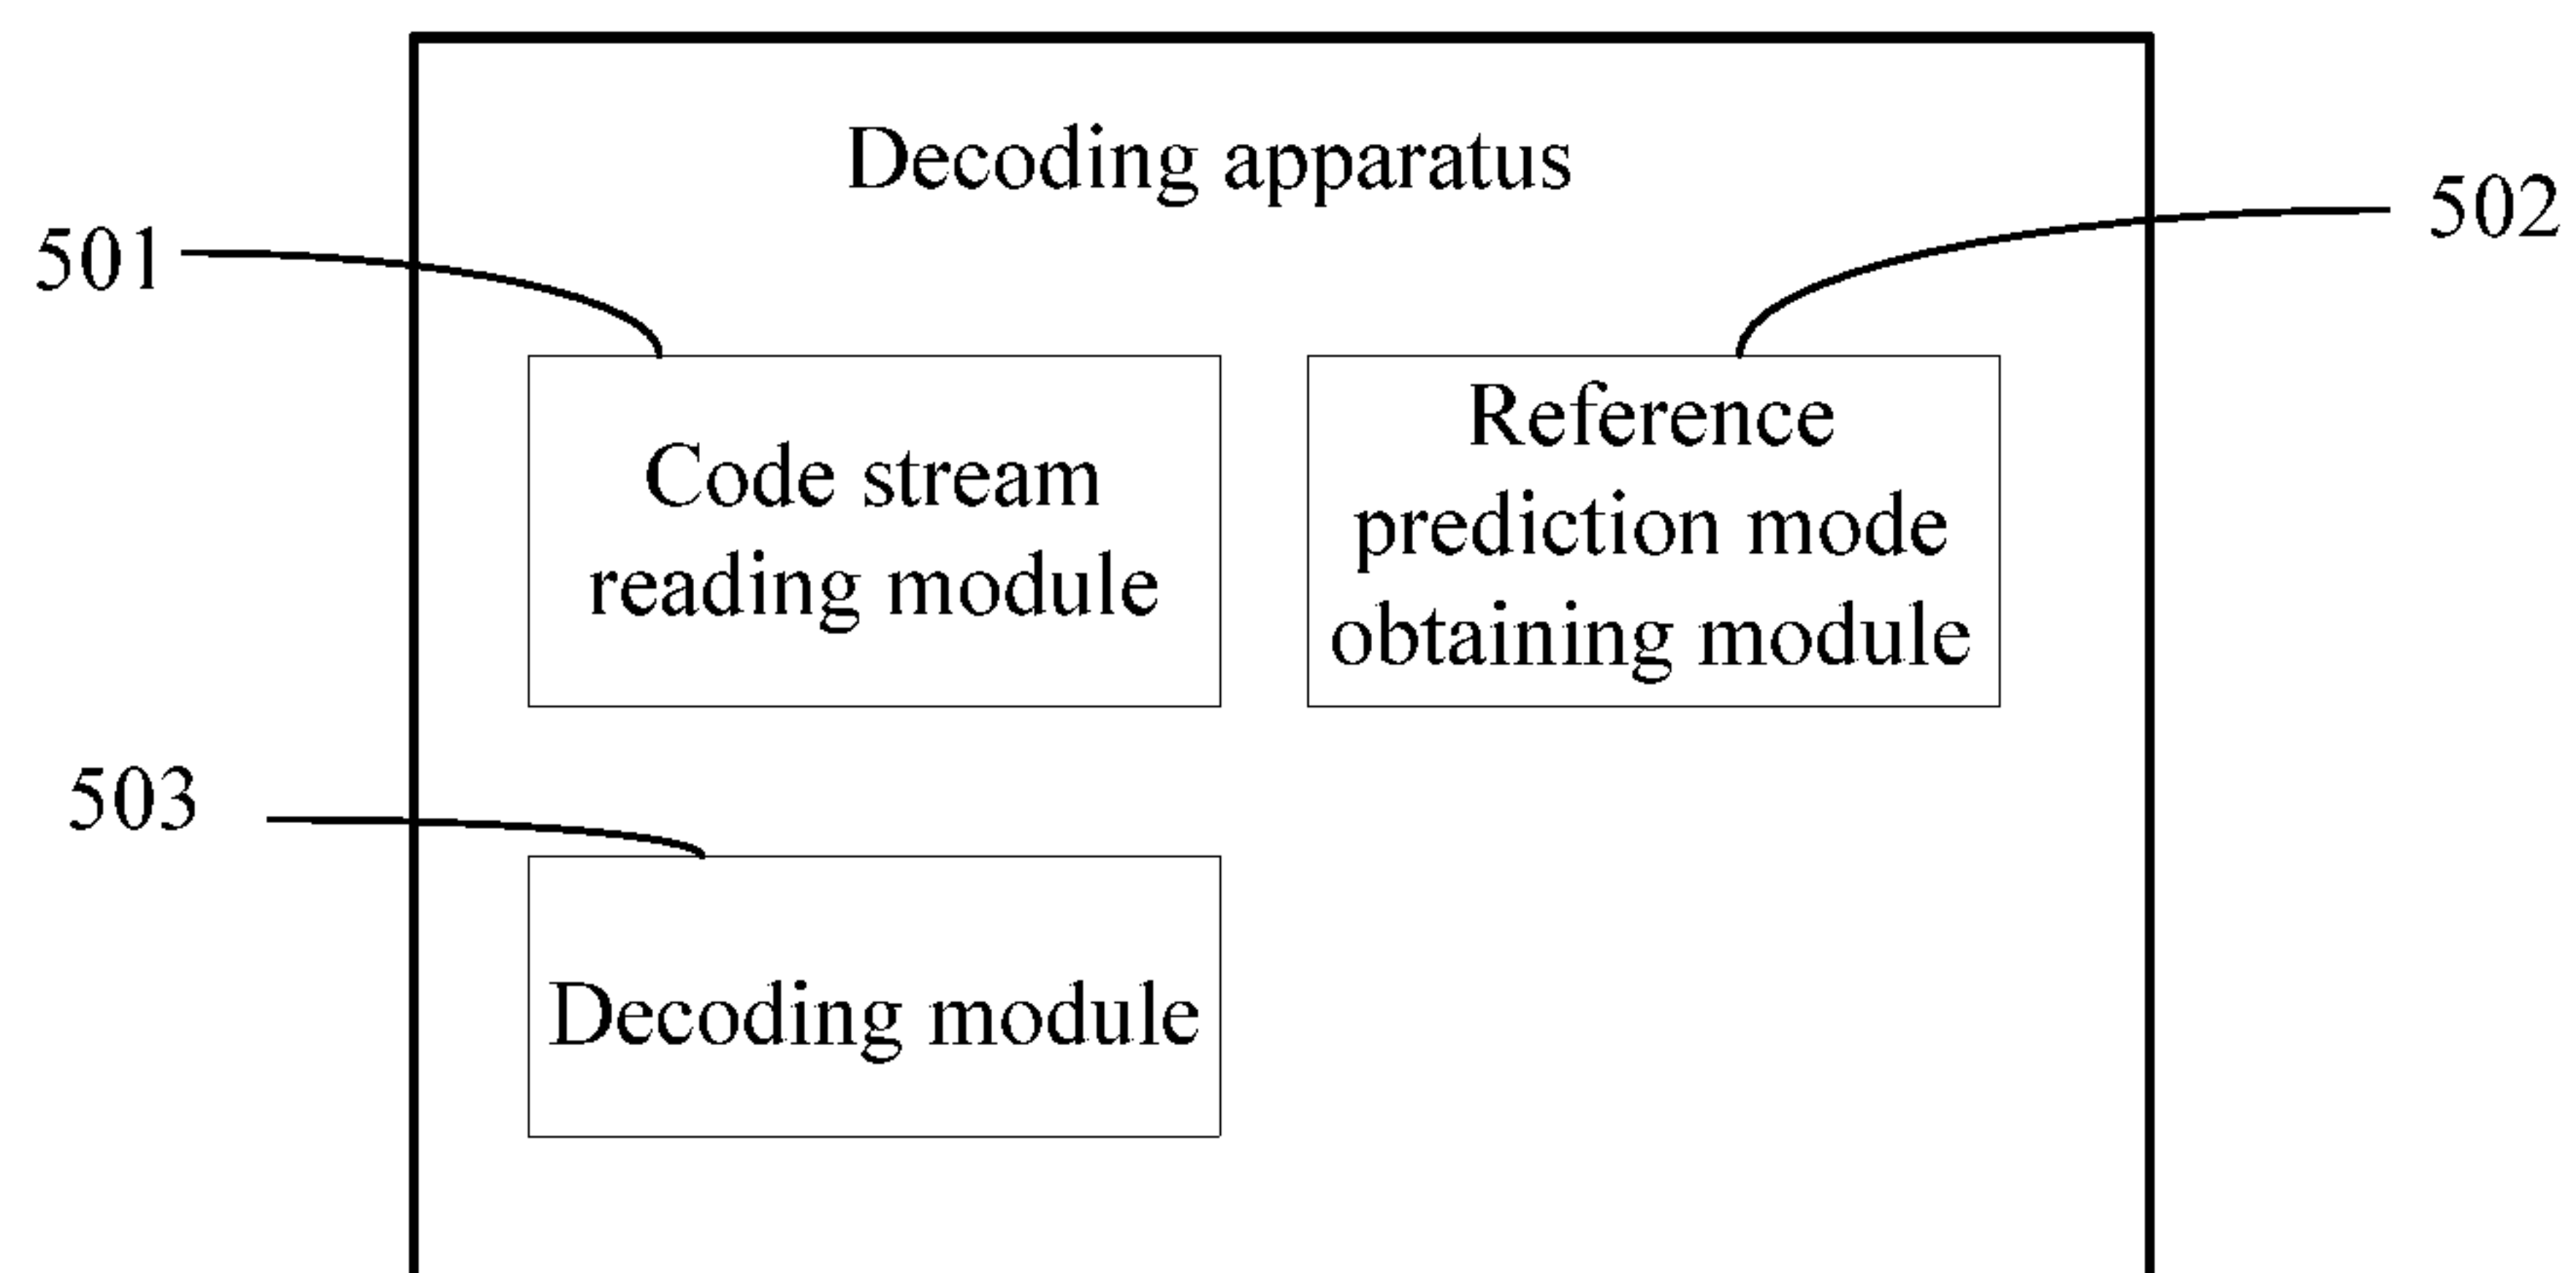 Decoding apparatus
501
502
Code stream
reading module
Reference
prediction mode
obtaining module
503
Decoding module